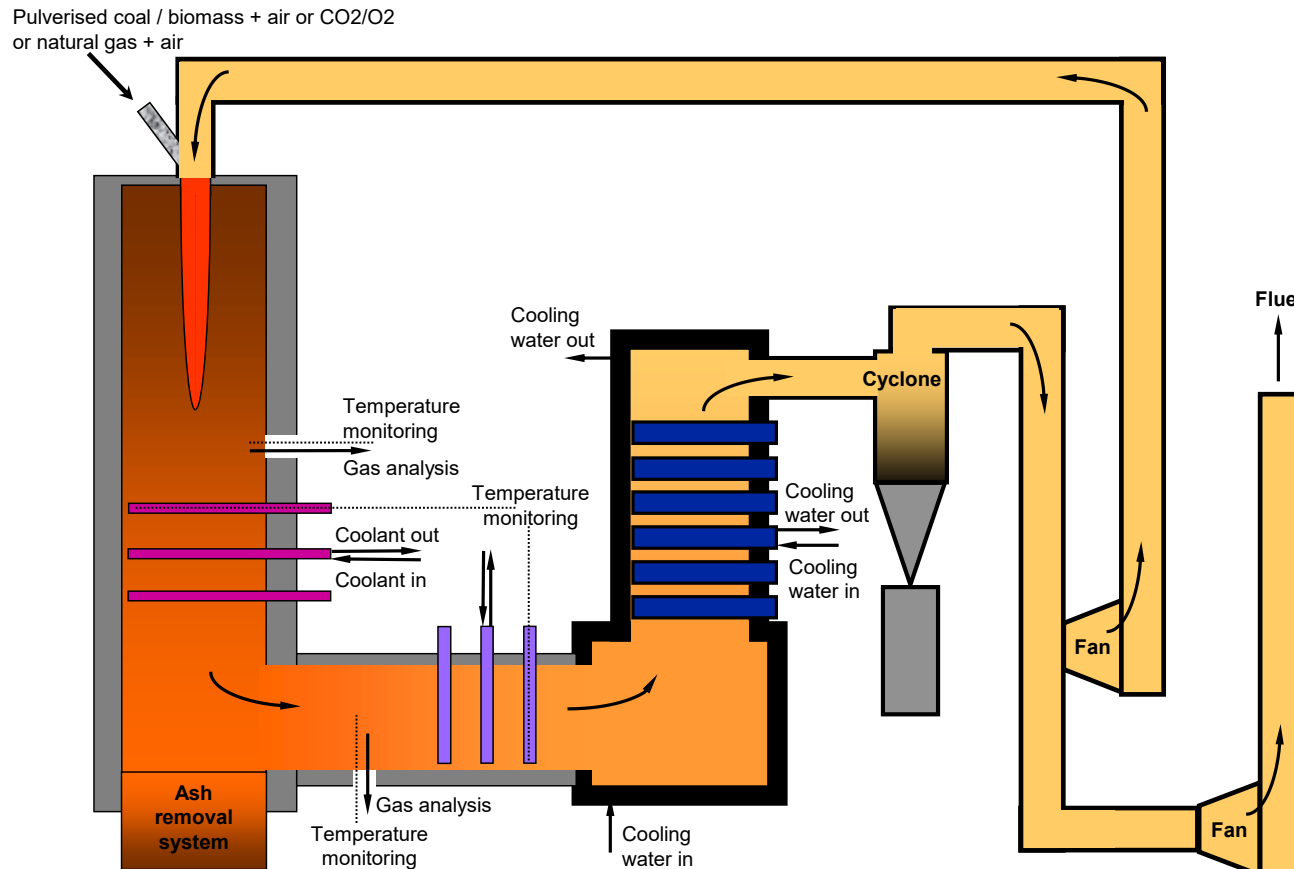 Pulverised coal / biomass + air or CO2/O2
or natural gas + air
Flue
Cooling
water out
Cyclone
Temperature
monitoring
Gas analysis
Temperature
monitoring
Cooling
water out
Coolant out
Coolant in
Cooling
water in
Fan
Ash
removal
system
Gas analysis
Temperature
monitoring
Cooling
water in
Fan